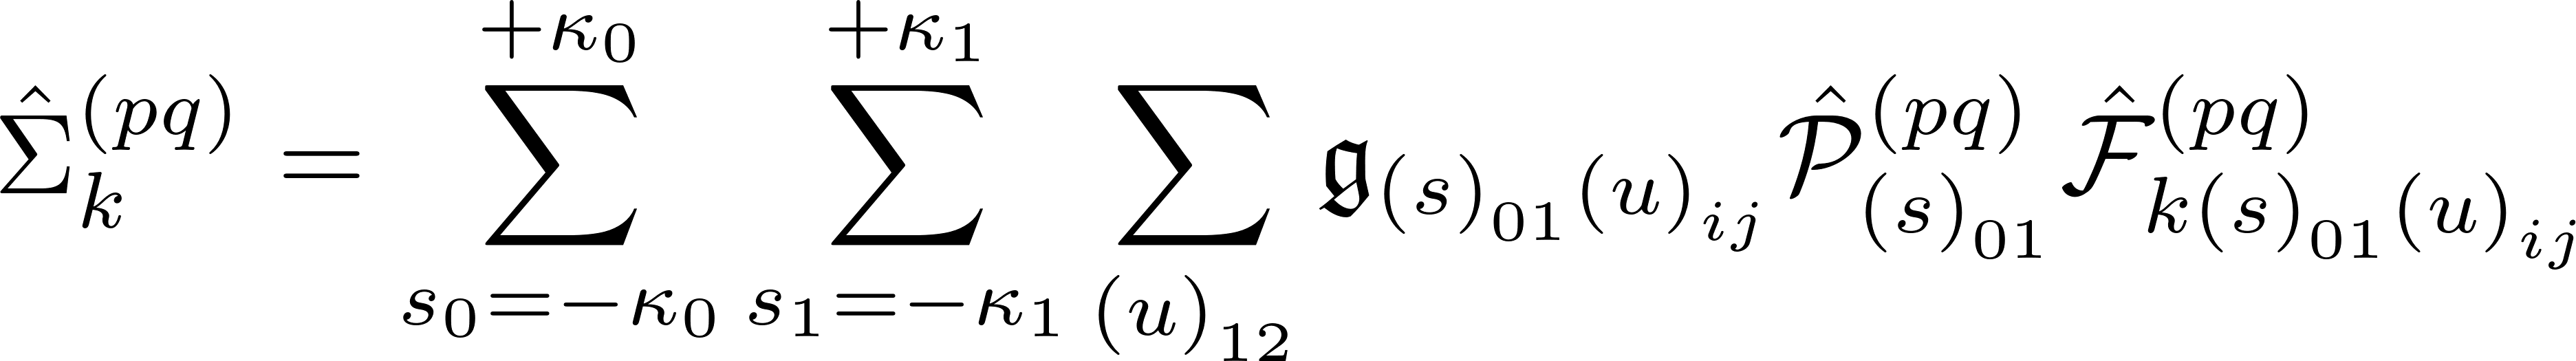 $\hat{\Sigma}_{k}^{(pq)} = \sum_{s_0=-\kappa_0}^{+\kappa_0} \sum_{s_1=-\kappa_1}^{+\kappa_1} \sum_{(u)_{12}} \mathfrak{g}_{(s)_{01}(u)_{ij}} \hat{\mathcal{P}}_{(s)_{01}}^{(pq)} \hat{\mathcal{F}}_{k(s)_{01}(u)_{ij}}^{(pq)}$